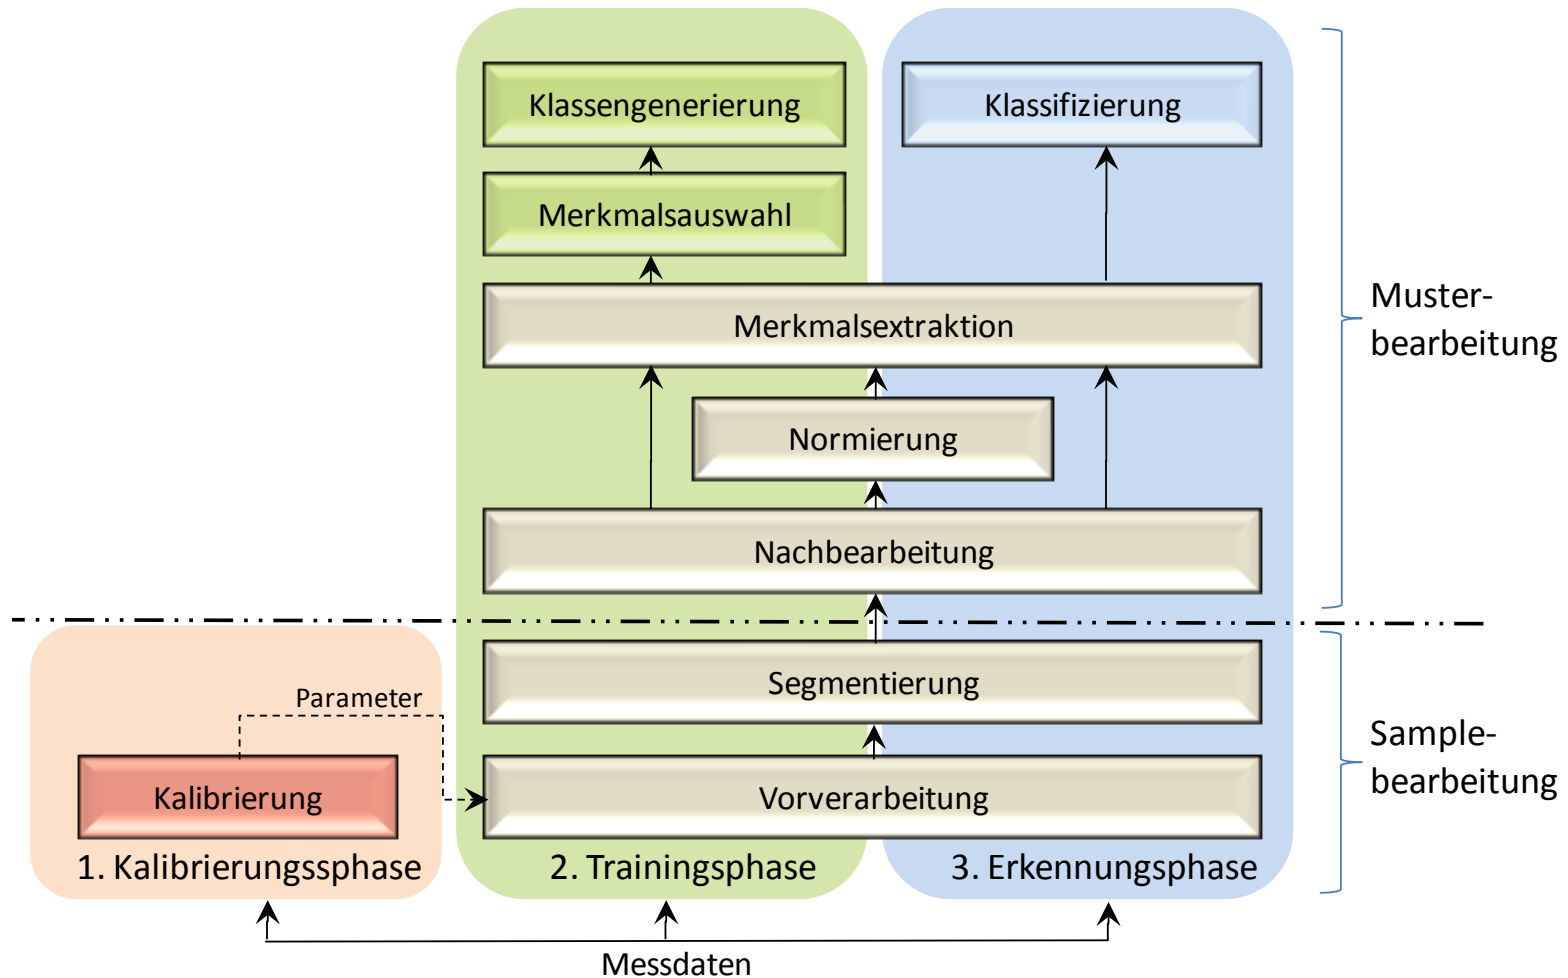 Klassengenerierung
Klassifizierung
Merkmalsauswahl
Merkmalsextraktion
Muster-
bearbeitung
Normierung
Nachbearbeitung
Segmentierung
Parameter
Sample-
bearbeitung
Kalibrierung
Vorverarbeitung
1. Kalibrierungssphase
2. Trainingsphase
3. Erkennungsphase
Messdaten